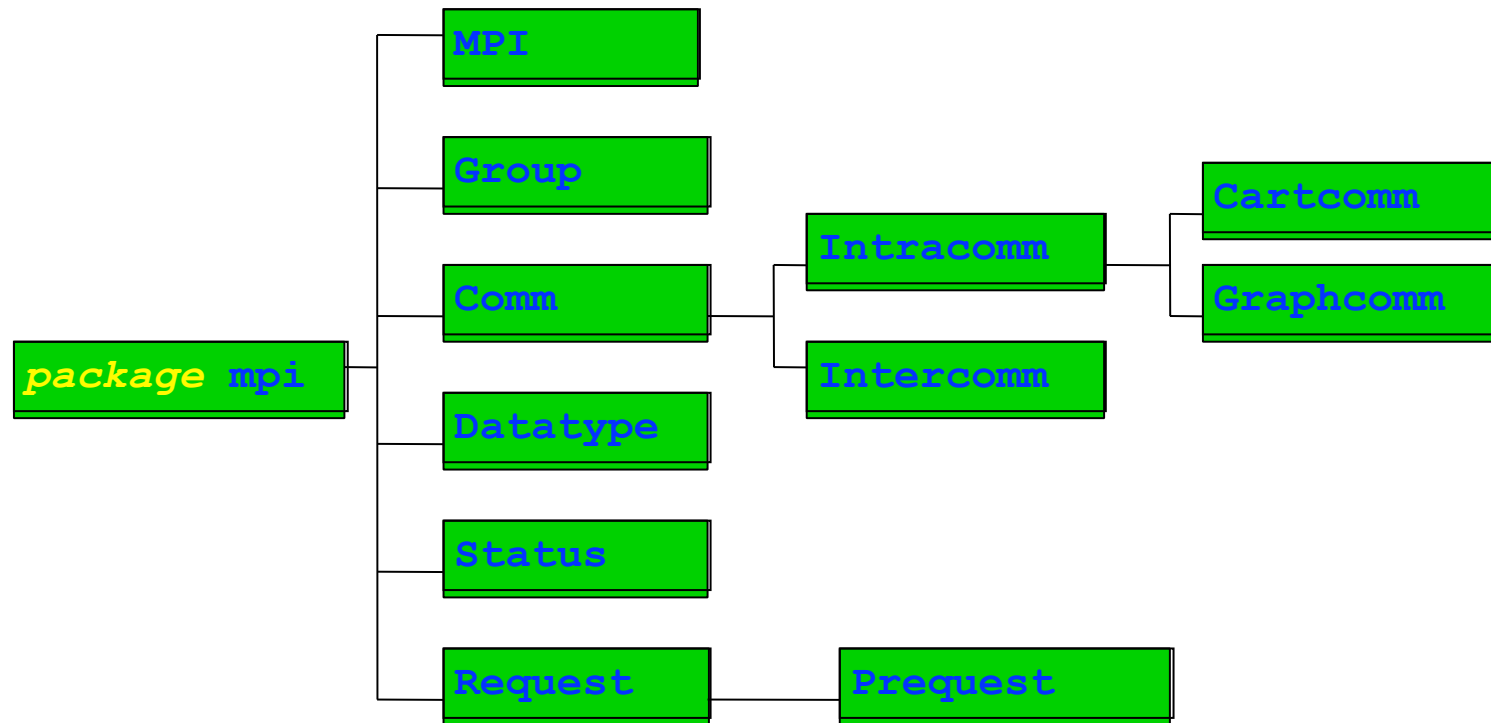 MPI
Group
Cartcomm
Intracomm
Comm
Graphcomm
package mpi
Intercomm
Datatype
Status
Request
Prequest